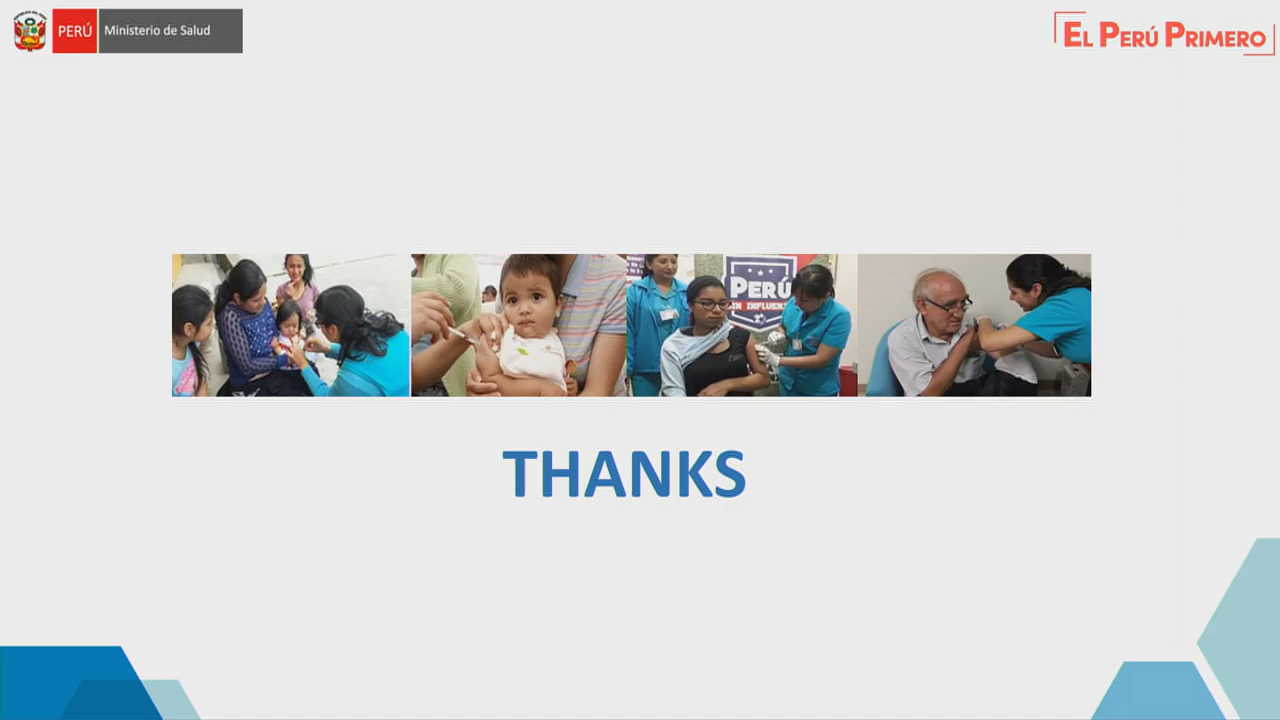 PERÚ
Ministerio de Salud
EL PERÚ PRIMERO
PERÚ
THANKS